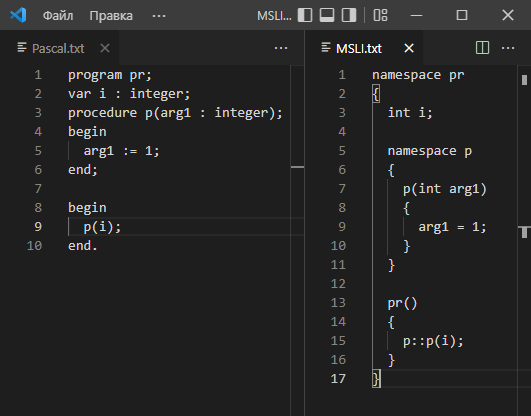 Файл Правка ··· MSLI...
Pascal.txt ···
1 program pr;
2 var i : integer;
3 procedure p(arg1 : integer);
4 begin
5 arg1 := 1;
6 end;
7
8 begin
9 p(i);
10 end.
MSLI.txt ···
1 namespace pr
2 {
3 int i;
4
5 namespace p
6 {
7 p(int arg1)
8 {
9 arg1 = 1;
10 }
11 }
12
13 pr()
14 {
15 p::p(i);
16 }
17 }